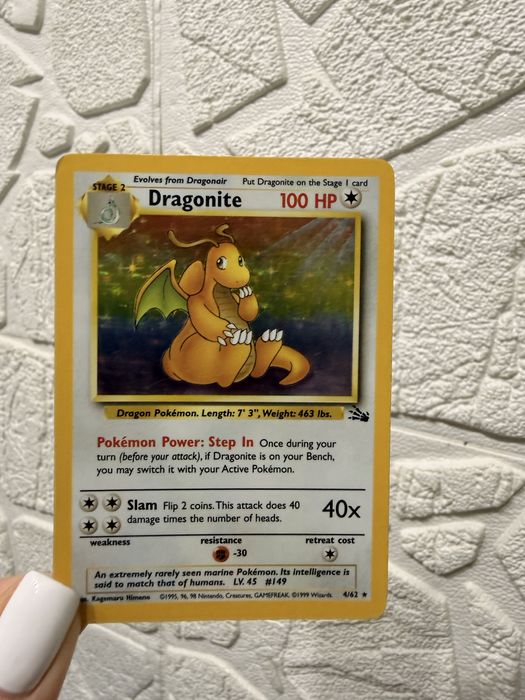 Evolves from Dragonair Put Dragonite on the Stage 1 card
STAGE 2
Dragonite 100 HP
Dragon Pokémon. Length: 7' 3", Weight: 463 lbs.
Pokémon Power: Step In Once during your
turn (before your attack), if Dragonite is on your Bench,
you may switch it with your Active Pokémon.
Slam Flip 2 coins. This attack does 40
damage times the number of heads.
40x
weakness resistance retreat cost
-30
An extremely rarely seen marine Pokémon. Its intelligence is
said to match that of humans. LV. 45 #149
Kagemaru Himeno ©1995, 96, 98 Nintendo, Creatures, GAMEFREAK. ©1999 Wizards. 4/62 ★